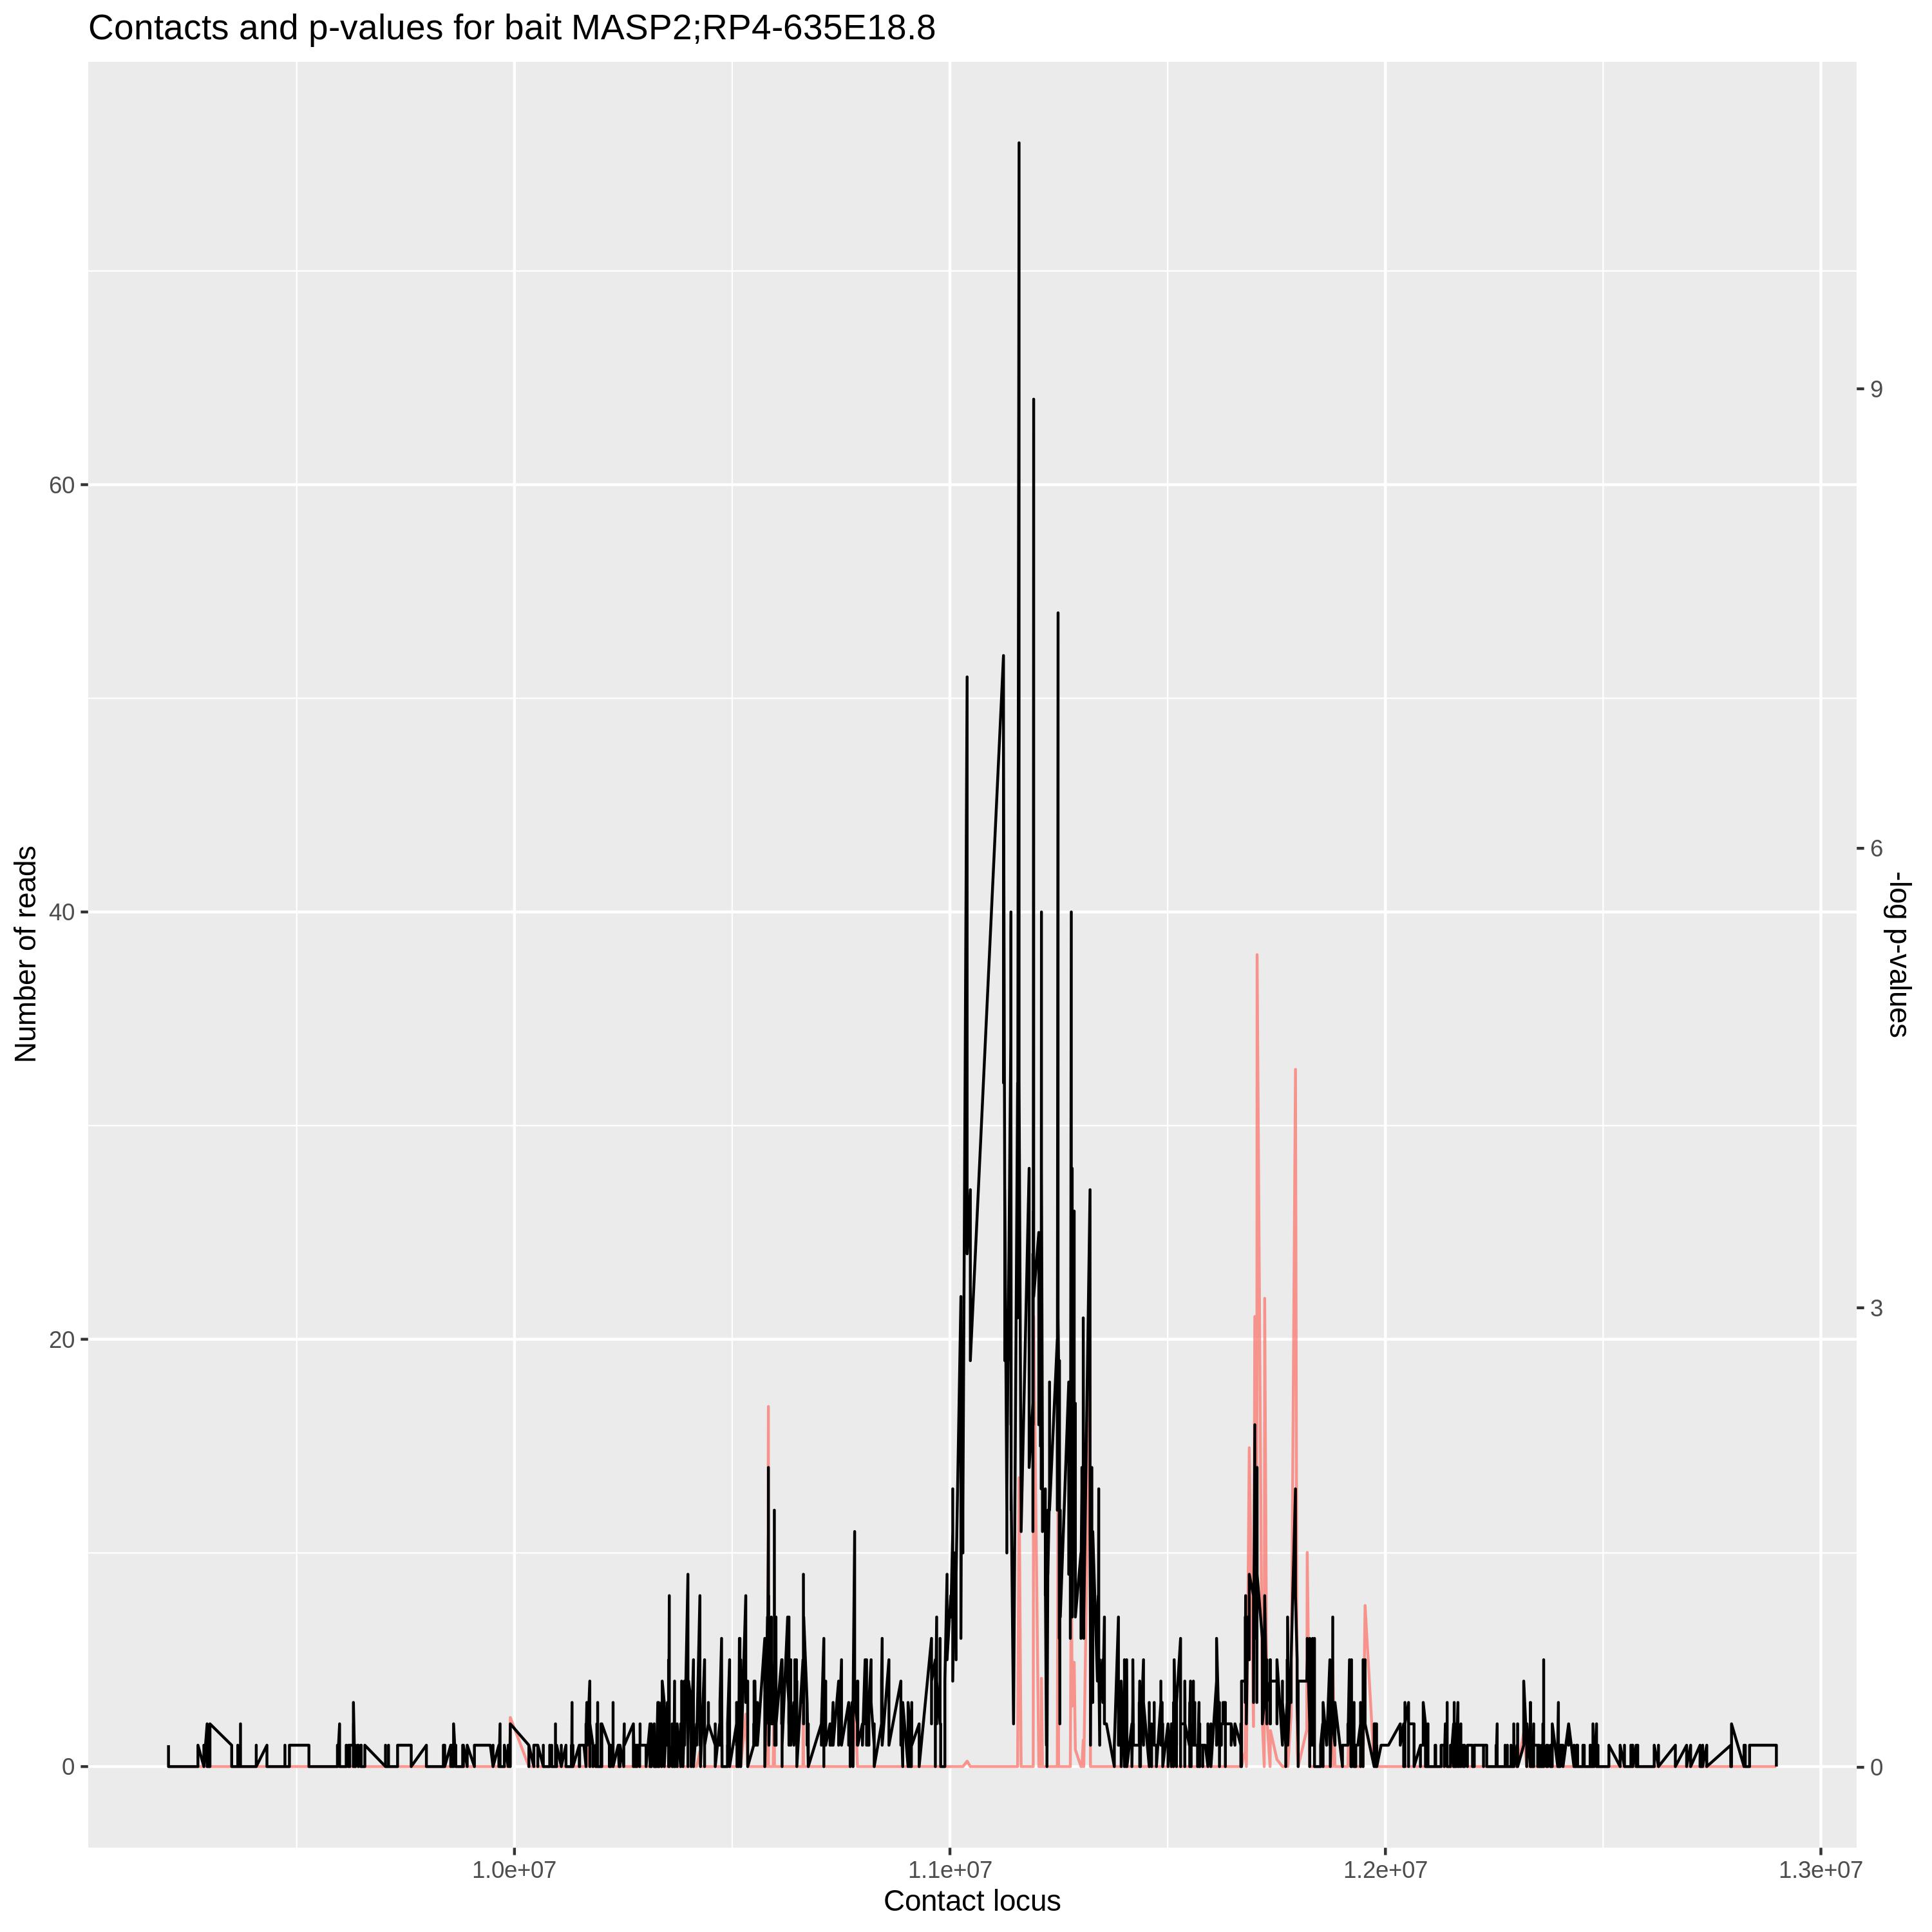 Contacts and p-values for bait MASP2;RP4-635E18.8
60
40
20
0
Number of reads
9
6
3
0
-log p-values
1.0e+07
1.1e+07
1.2e+07
1.3e+07
Contact locus